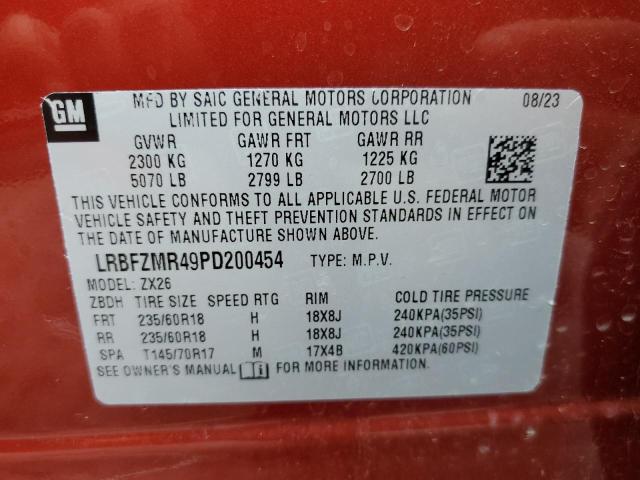 GM
MFD BY SAIC GENERAL MOTORS CORPORATION 08/23
LIMITED FOR GENERAL MOTORS LLC
GVWR GAWR FRT GAWR RR
2300 KG 1270 KG 1225 KG
5070 LB 2799 LB 2700 LB
THIS VEHICLE CONFORMS TO ALL APPLICABLE U.S. FEDERAL MOTOR
VEHICLE SAFETY AND THEFT PREVENTION STANDARDS IN EFFECT ON
THE DATE OF MANUFACTURE SHOWN ABOVE.
LRBFZMR49PD200454 TYPE: M.P.V.
MODEL: ZX26
ZBDH TIRE SIZE SPEED RTG RIM COLD TIRE PRESSURE
FRT 235/60R18 H 18X8J 240KPA(35PSI)
RR 235/60R18 H 18X8J 240KPA(35PSI)
SPA T145/70R17 M 17X4B 420KPA(60PSI)
SEE OWNER'S MANUAL FOR MORE INFORMATION.